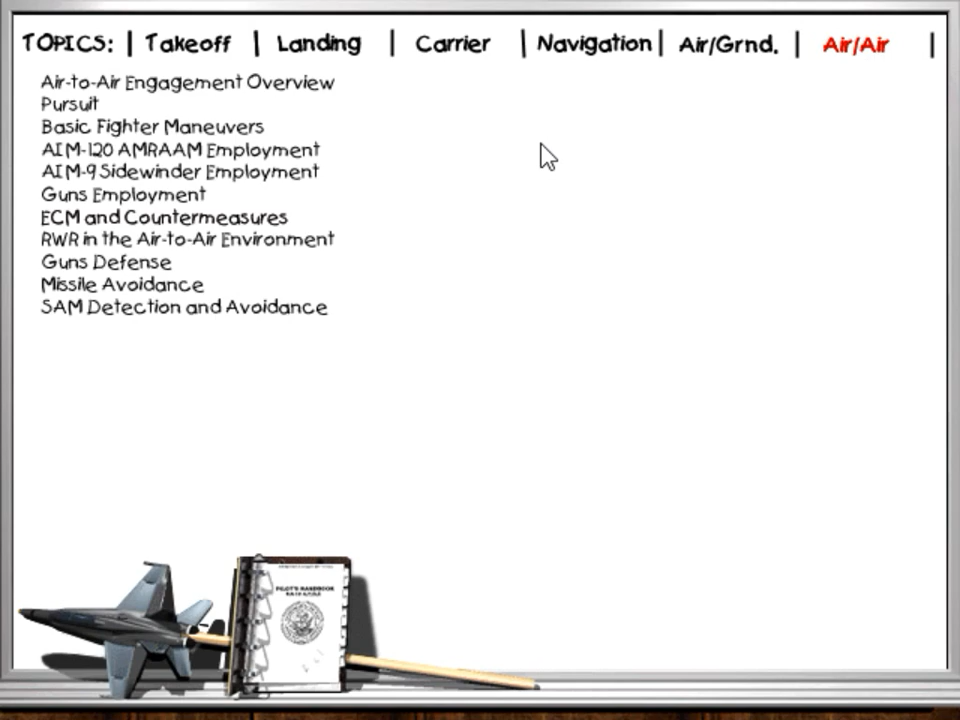 TOPICS: | Takeoff | Landing | Carrier | Navigation | Air/Grnd. | Air/Air |
Air-to-Air Engagement Overview
Pursuit
Basic Fighter Maneuvers
AIM-120 AMRAAM Employment
AIM-9 Sidewinder Employment
Guns Employment
ECM and Countermeasures
RWR in the Air-to-Air Environment
Guns Defense
Missile Avoidance
SAM Detection and Avoidance
PILOT'S HANDBOOK